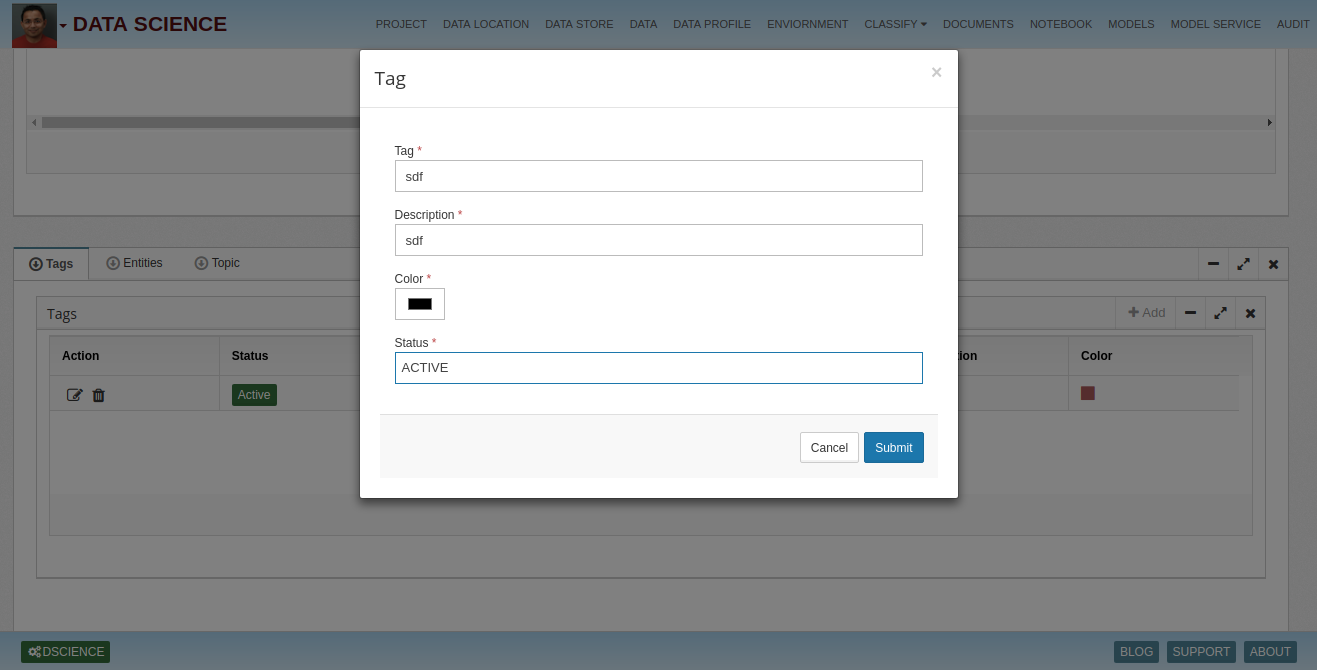 DATA SCIENCE
PROJECT DATA LOCATION DATA STORE DATA DATA PROFILE ENVIORNMENT CLASSIFY DOCUMENTS NOTEBOOK MODELS MODEL SERVICE AUDIT
Tag ×
Tag *
sdf
Description *
sdf
Color *
Status *
ACTIVE
Cancel Submit
Tags Entities Topic
Tags
+ Add
Action Status Color
Active
DSCIENCE
BLOG SUPPORT ABOUT